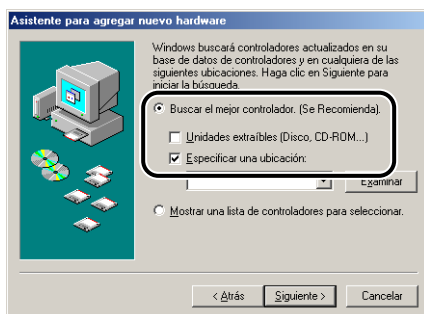 Asistente para agregar nuevo hardware
Windows buscará controladores actualizados en su
base de datos de controladores y en cualquiera de las
siguientes ubicaciones. Haga clic en Siguiente para
iniciar la búsqueda.
Buscar el mejor controlador. (Se Recomienda).
Unidades extraíbles (Disco, CD-ROM...)
Especificar una ubicación:
Examinar
Mostrar una lista de controladores para seleccionar.
< Atrás
Siguiente >
Cancelar